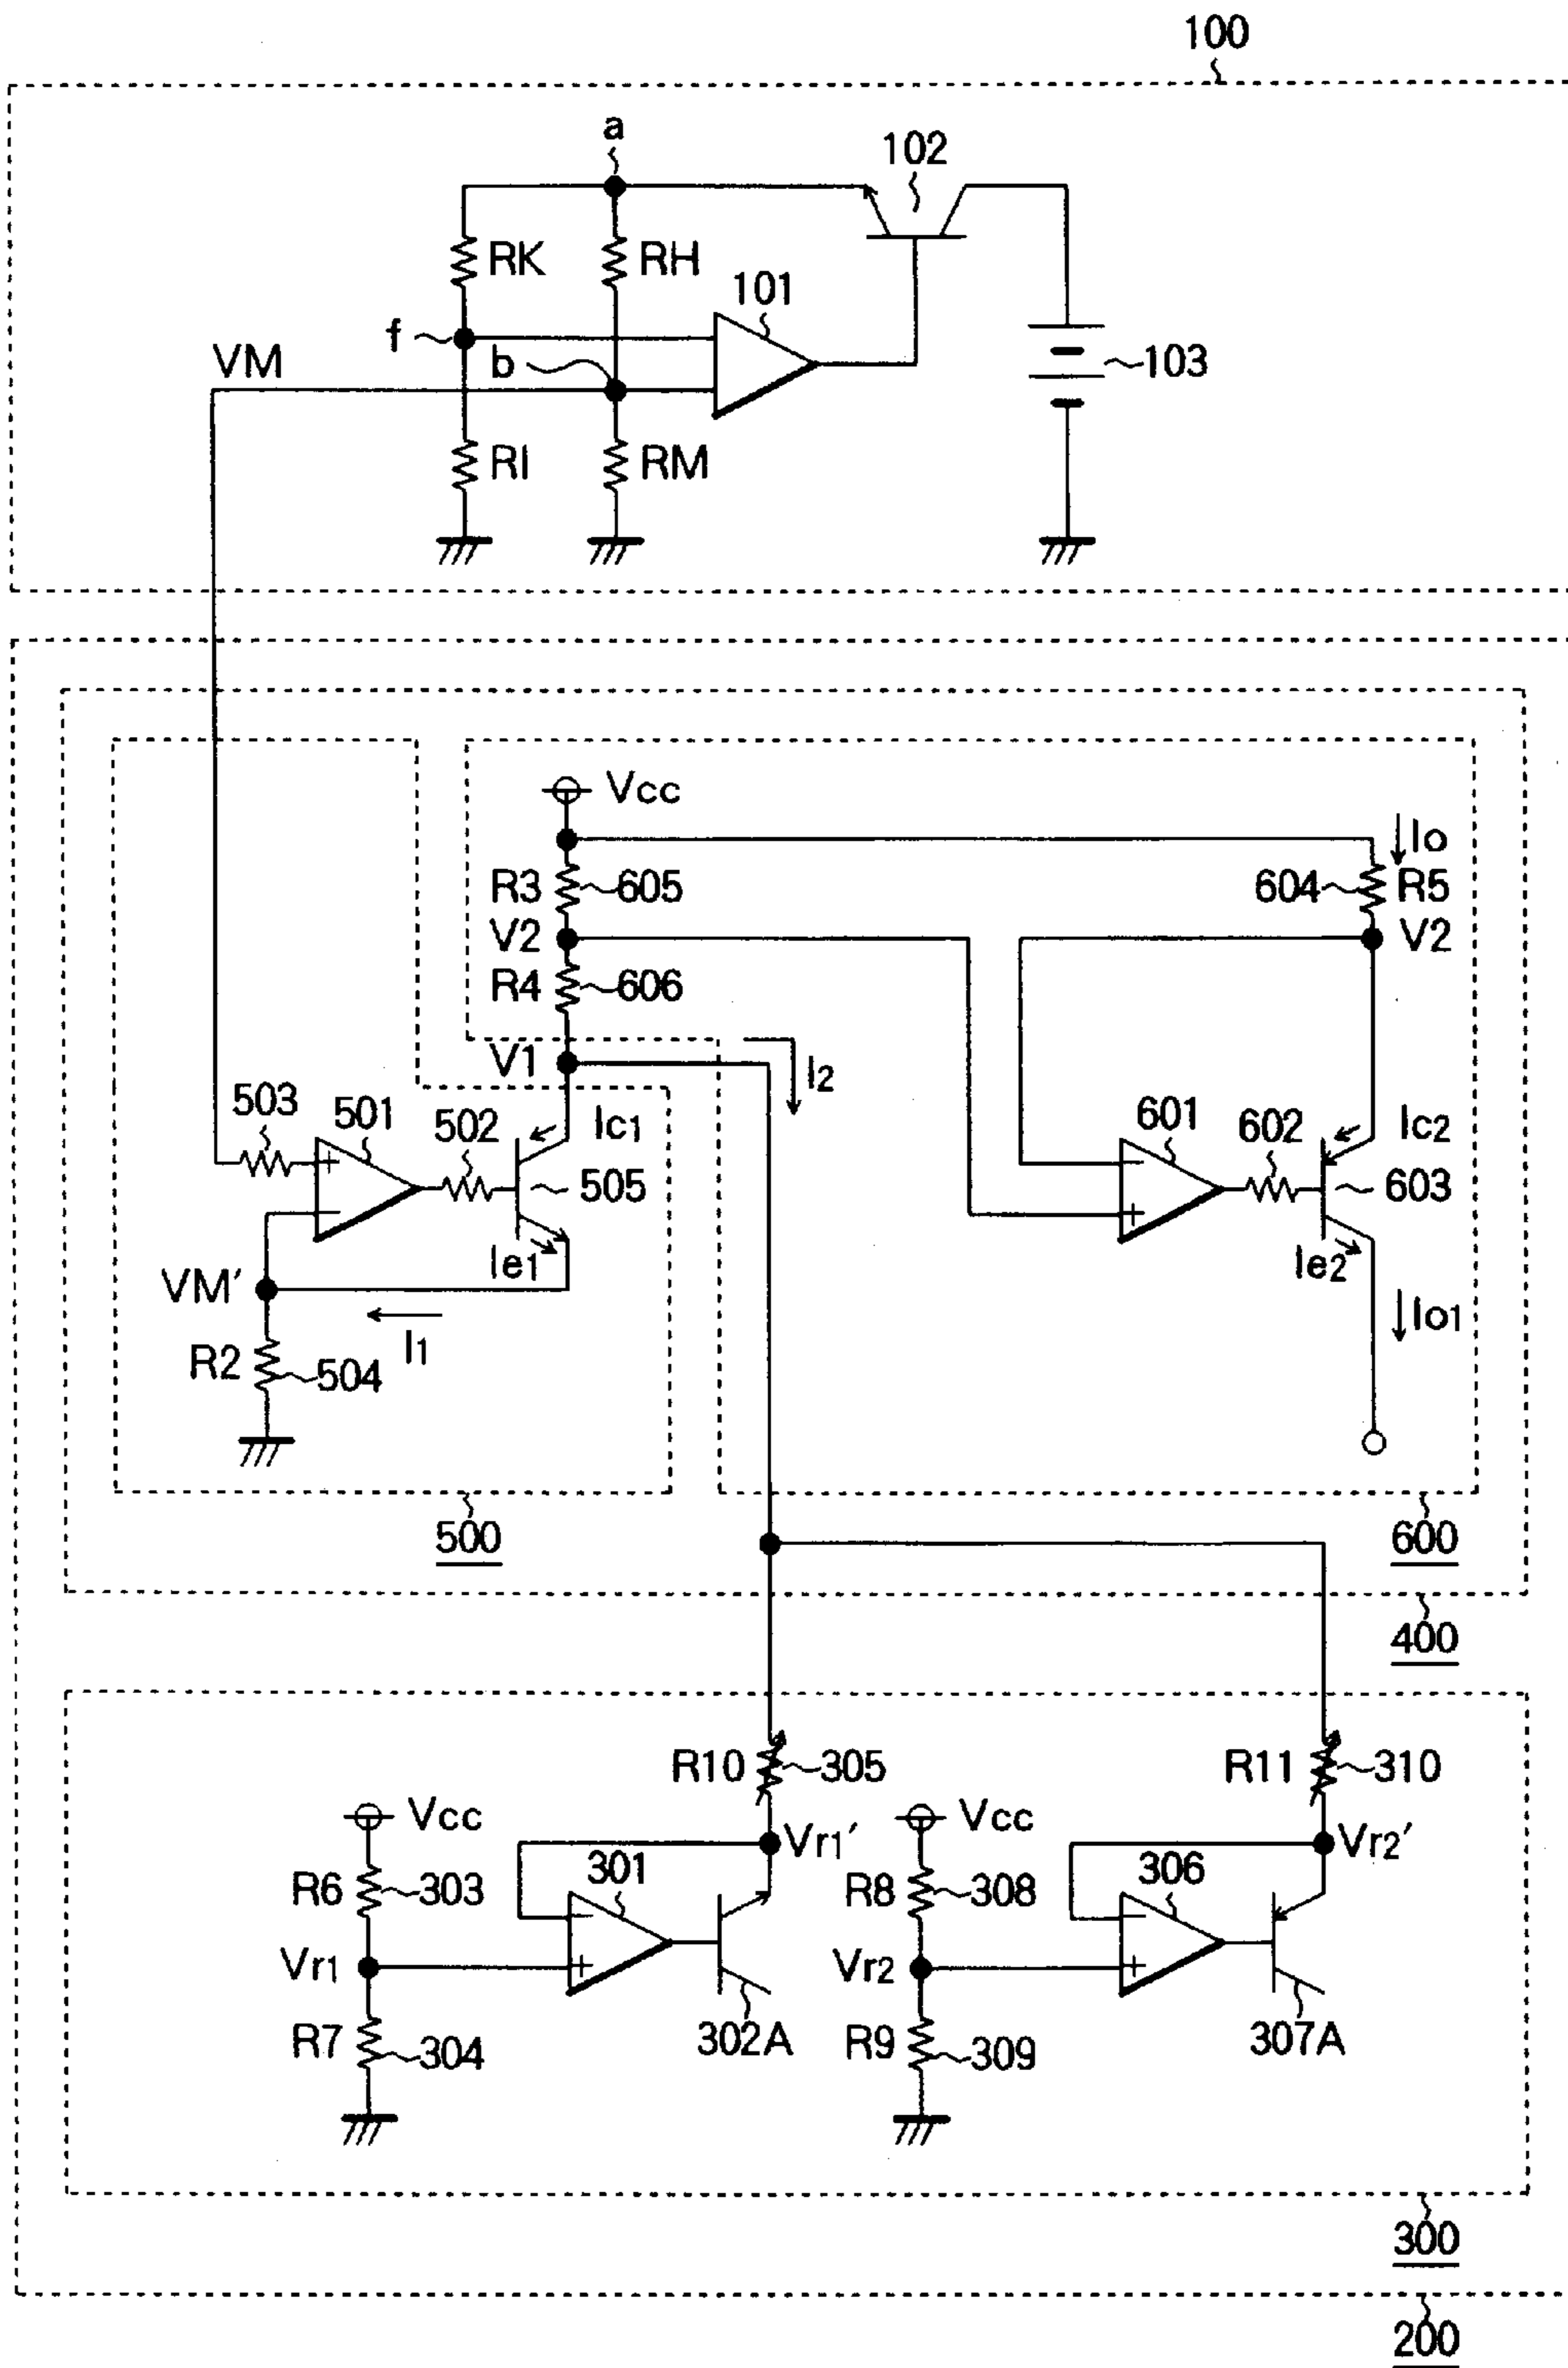 100
a
102
RK
RH
101
f
VM
b
103
RI
RM
Vcc
Io
R3
605
604
R5
V2
V2
R4
606
V1
I2
503
501
502
Ic1
601
602
Ic2
+
−
505
−
+
603
Ie1
Ie2
VM′
I1
Io1
R2
504
500
600
400
R10
305
R11
310
Vcc
Vr1′
Vcc
Vr2′
R6
303
301
R8
308
306
−
−
Vr1
+
Vr2
+
R7
304
302A
R9
309
307A
300
200